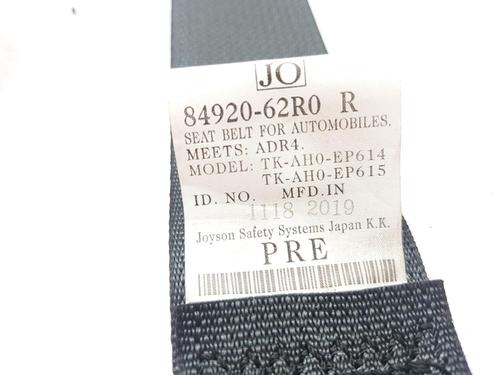 JO
84920-62R0 R
SEAT BELT FOR AUTOMOBILES.
MEETS: ADR4.
MODEL: TK-AH0-EP614
TK-AH0-EP615
ID. NO. MFD.IN
1118 2019
Joyson Safety Systems Japan K.K.
PRE